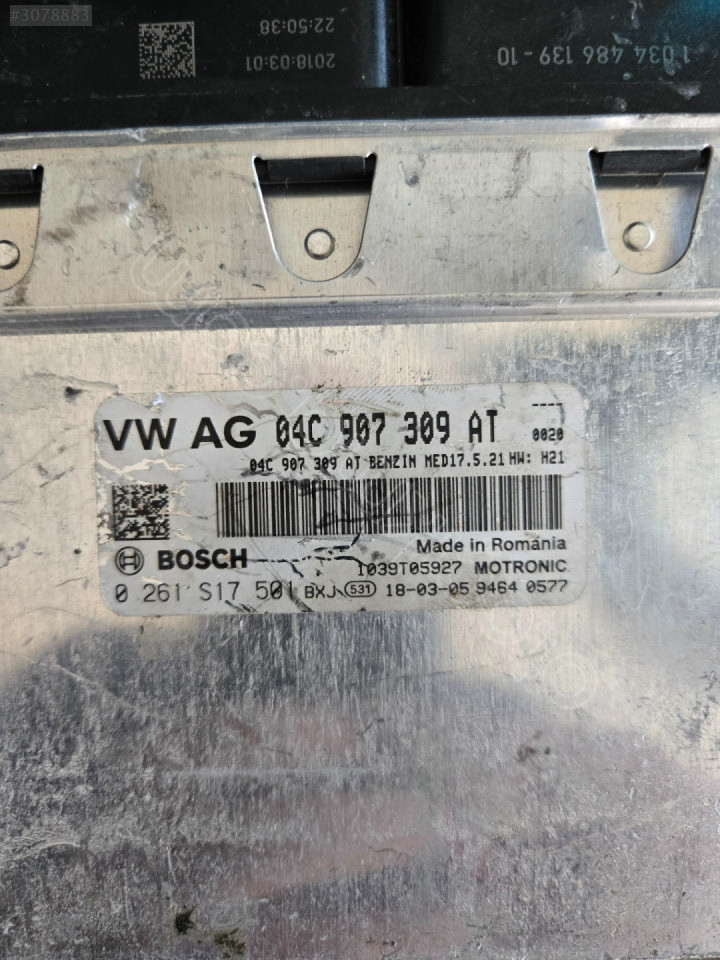 #3078883
22:50:38
2018:03:01
1 034 486 139-10
VW AG 04C 907 309 AT
----
0020
04C 907 309 AT BENZIN MED17.5.21 HW: H21
Made in România
BOSCH
1039T05927 MOTRONIC
0 261 S17 501 BXJ 531 18-03-05 9464 0577